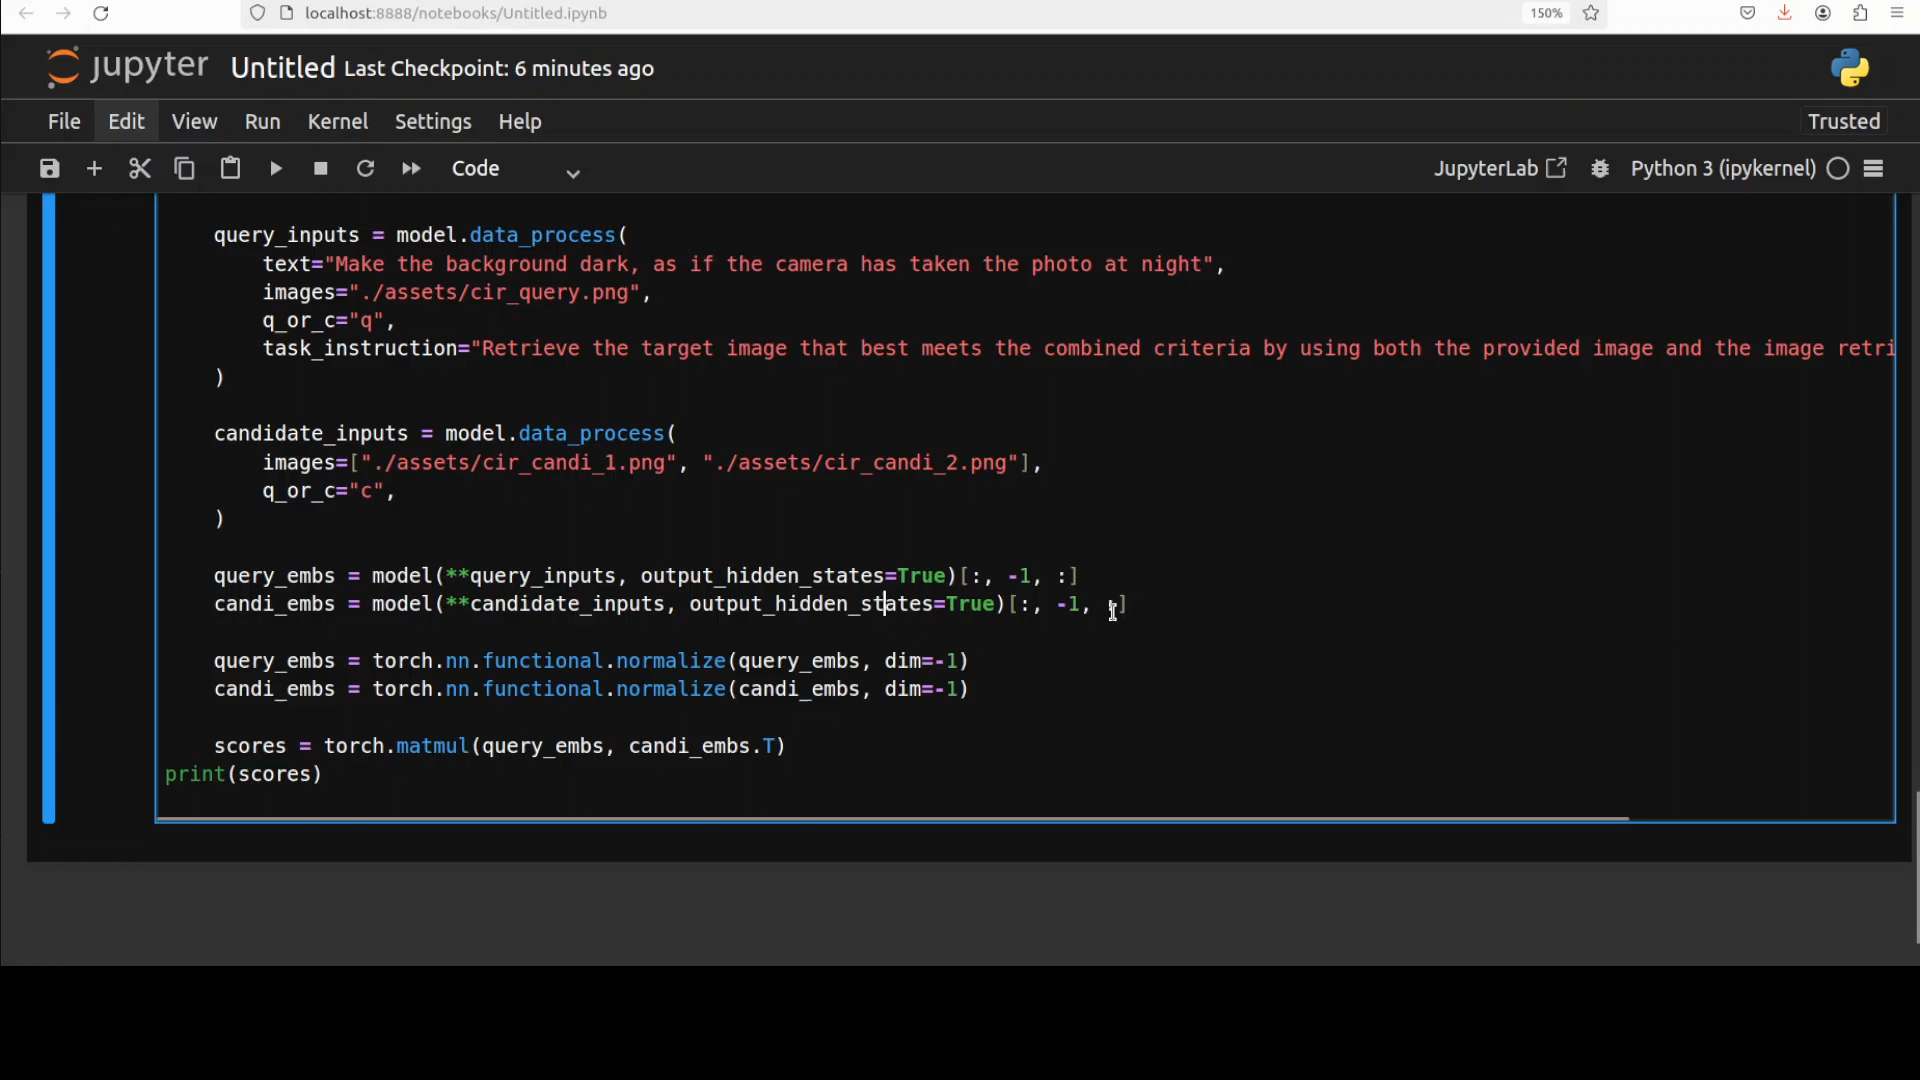 localhost:8888/notebooks/Untitled.ipynb
150%
jupyter Untitled Last Checkpoint: 6 minutes ago
File Edit View Run Kernel Settings Help
Trusted
Code
JupyterLab
Python 3 (ipykernel)
query_inputs = model.data_process(
text="Make the background dark, as if the camera has taken the photo at night",
images="./assets/cir_query.png",
q_or_c="q",
task_instruction="Retrieve the target image that best meets the combined criteria by using both the provided image and the image retri
)
candidate_inputs = model.data_process(
images=["./assets/cir_candi_1.png", "./assets/cir_candi_2.png"],
q_or_c="c",
)
query_embs = model(**query_inputs, output_hidden_states=True)[:, -1, :]
candi_embs = model(**candidate_inputs, output_hidden_states=True)[:, -1, :]
query_embs = torch.nn.functional.normalize(query_embs, dim=-1)
candi_embs = torch.nn.functional.normalize(candi_embs, dim=-1)
scores = torch.matmul(query_embs, candi_embs.T)
print(scores)